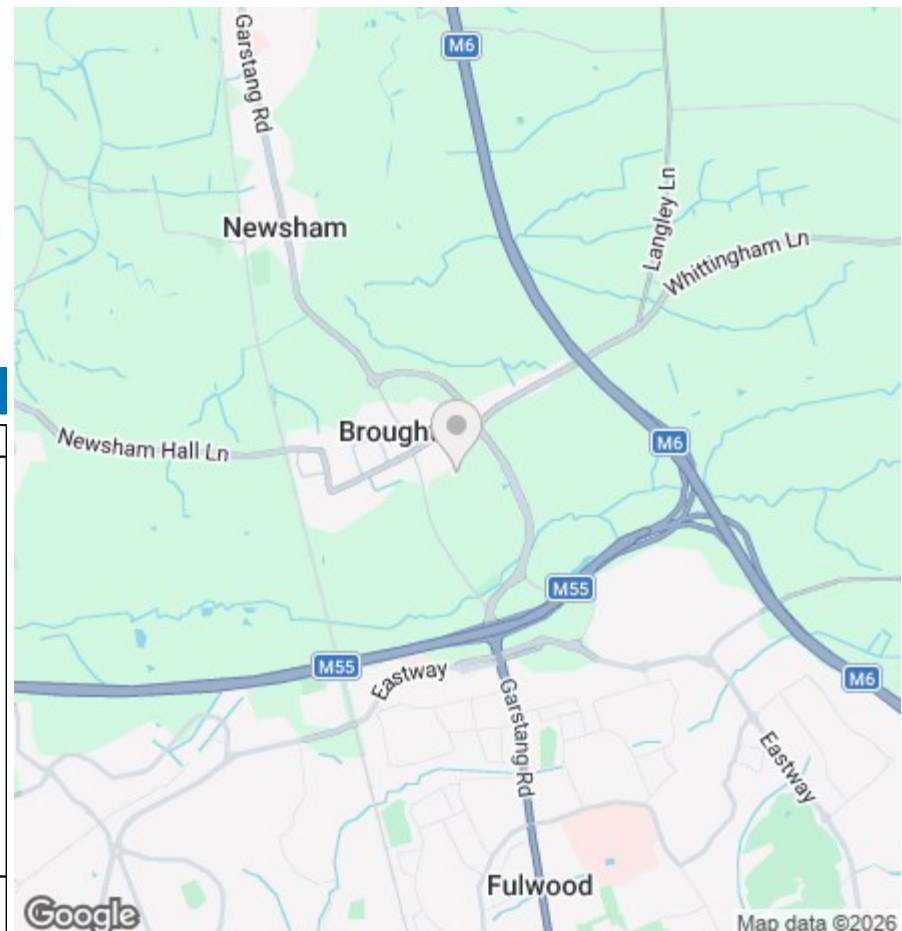 Garstang Rd
M6
Newsham
Langley Ln
Whittingham Ln
Brought
Newsham Hall Ln
M6
M55
M55
Eastway
M6
Garstang Rd
Eastway
Fulwood
Google
Map data ©2026